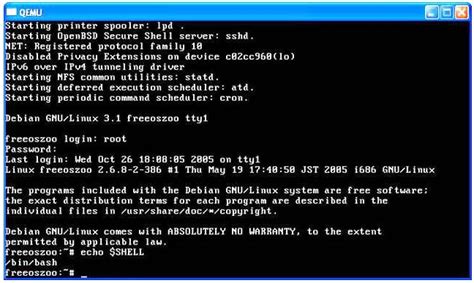 QEMU
Starting printer spooler: lpd .
Starting OpenBSD Secure Shell server: sshd.
NET: Registered protocol family 10
Disabled Privacy Extensions on device c02cc960(lo)
IPv6 over IPv4 tunneling driver
Starting NFS common utilities: statd.
Starting deferred execution scheduler: atd.
Starting periodic command scheduler: cron.
Debian GNU/Linux 3.1 freeoszoo tty1
freeoszoo login: root
Password:
Last login: Wed Oct 26 18:08:05 2005 on tty1
Linux freeoszoo 2.6.8-2-386 #1 Thu May 19 17:40:50 JST 2005 i686 GNU/Linux
The programs included with the Debian GNU/Linux system are free software;
the exact distribution terms for each program are described in the
individual files in /usr/share/doc/*/copyright.
Debian GNU/Linux comes with ABSOLUTELY NO WARRANTY, to the extent
permitted by applicable law.
freeoszoo:~# echo $SHELL
/bin/bash
freeoszoo:~# _